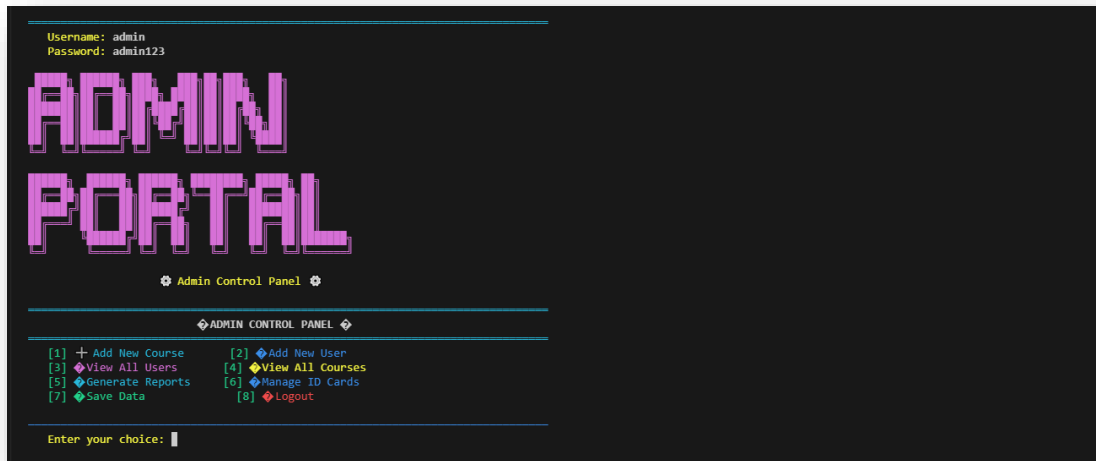 Username: admin
Password: admin123
ADMIN
PORTAL
⚙ Admin Control Panel ⚙
�ADMIN CONTROL PANEL �
[1] ➕ Add New Course [2] �Add New User
[3] �View All Users [4] �View All Courses
[5] �Generate Reports [6] �Manage ID Cards
[7] �Save Data [8] �Logout
Enter your choice: